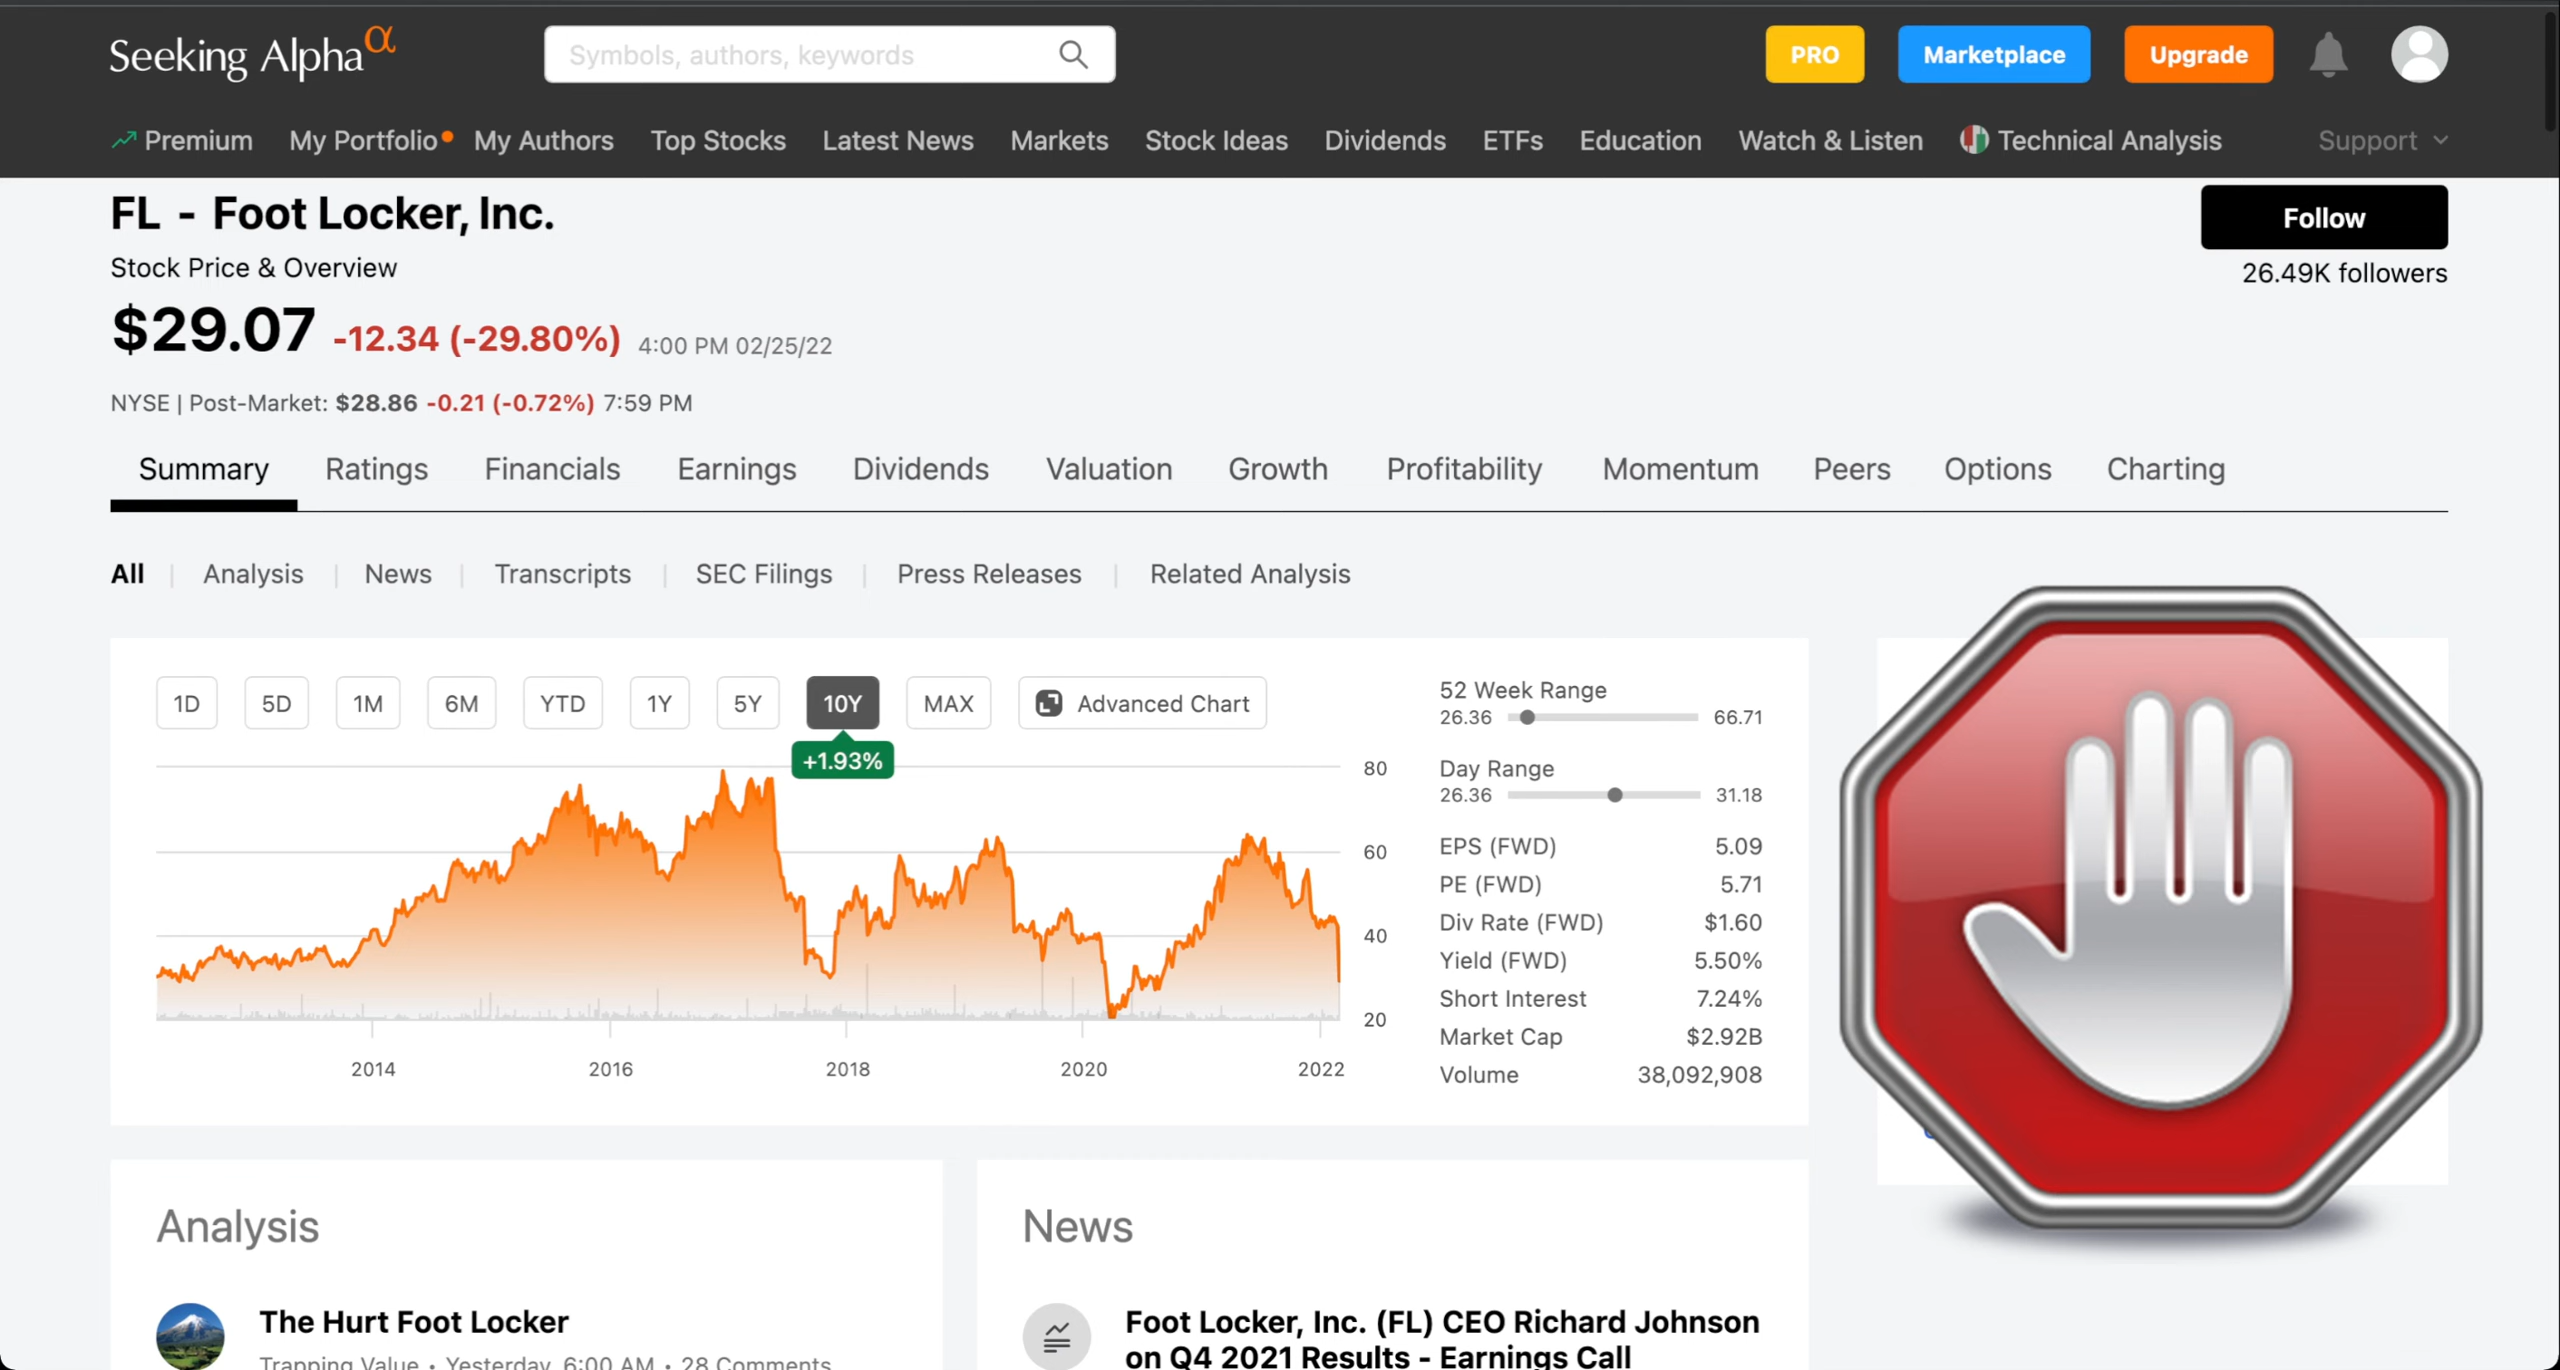 Seeking Alphaα
Symbols, authors, keywords
PRO
Marketplace
Upgrade
Premium My Portfolio My Authors Top Stocks Latest News Markets Stock Ideas Dividends ETFs Education Watch & Listen Technical Analysis Support
FL - Foot Locker, Inc.
Follow
Stock Price & Overview
26.49K followers
$29.07 -12.34 (-29.80%) 4:00 PM 02/25/22
NYSE | Post-Market: $28.86 -0.21 (-0.72%) 7:59 PM
Summary Ratings Financials Earnings Dividends Valuation Growth Profitability Momentum Peers Options Charting
All | Analysis | News | Transcripts | SEC Filings | Press Releases | Related Analysis
1D 5D 1M 6M YTD 1Y 5Y 10Y MAX Advanced Chart
+1.93%
80
60
40
20
2014 2016 2018 2020 2022
52 Week Range
26.36 66.71
Day Range
26.36 31.18
EPS (FWD) 5.09
PE (FWD) 5.71
Div Rate (FWD) $1.60
Yield (FWD) 5.50%
Short Interest 7.24%
Market Cap $2.92B
Volume 38,092,908
Analysis
The Hurt Foot Locker
Trapping Value • Yesterday, 6:00 AM • 28 Comments
News
Foot Locker, Inc. (FL) CEO Richard Johnson
on Q4 2021 Results - Earnings Call